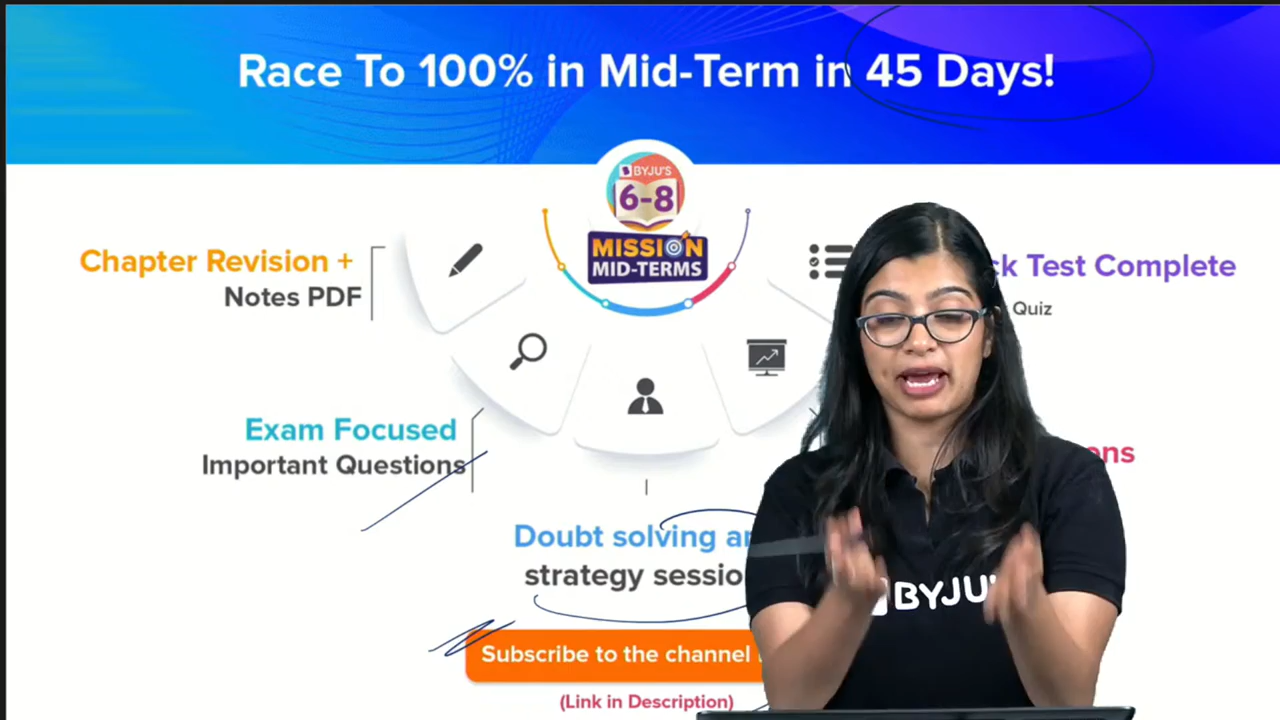 Race To 100% in Mid-Term in 45 Days!
BYJU'S
6-8
MISSION
MID-TERMS
Chapter Revision +
Notes PDF
Test Complete
Quiz
Exam Focused
Important Questions
Doubt solving
strategy
Subscribe to the channel
(Link in Description)
BYJU'